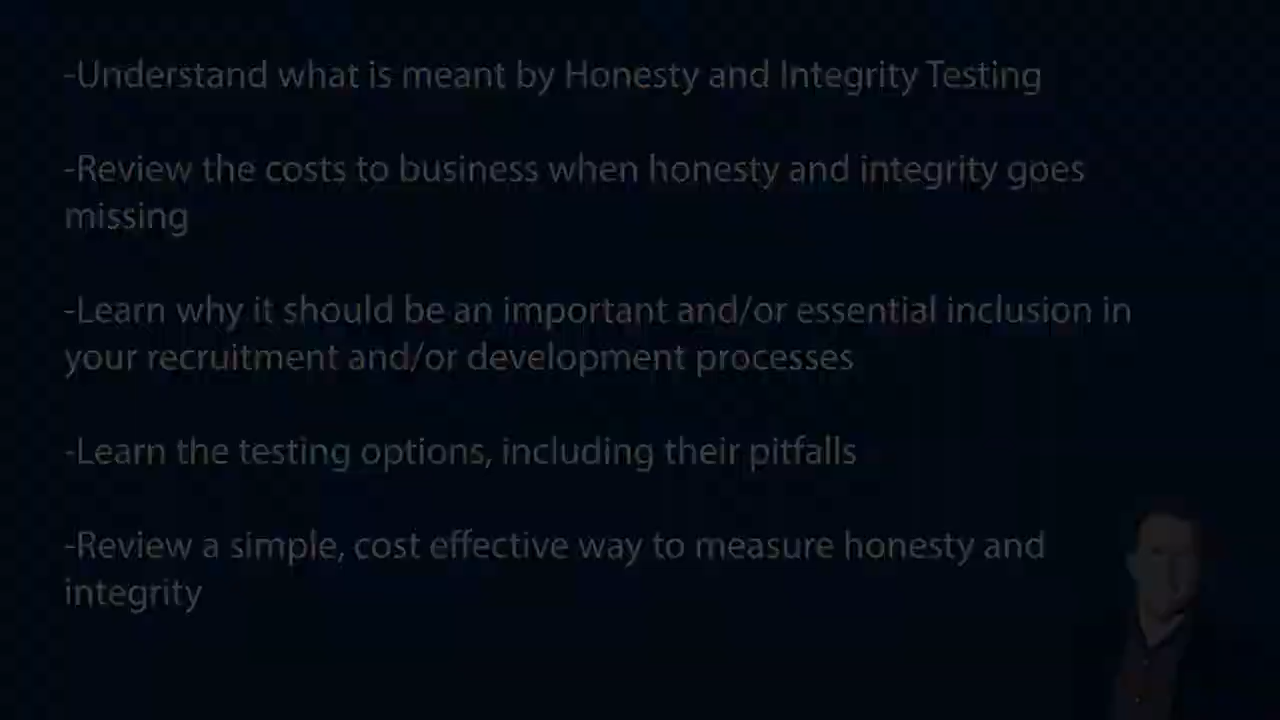 -Understand what is meant by Honesty and Integrity Testing
-Review the costs to business when honesty and integrity goes
missing
-Learn why it should be an important and/or essential inclusion in
your recruitment and/or development processes
-Learn the testing options, including their pitfalls
-Review a simple, cost effective way to measure honesty and
integrity